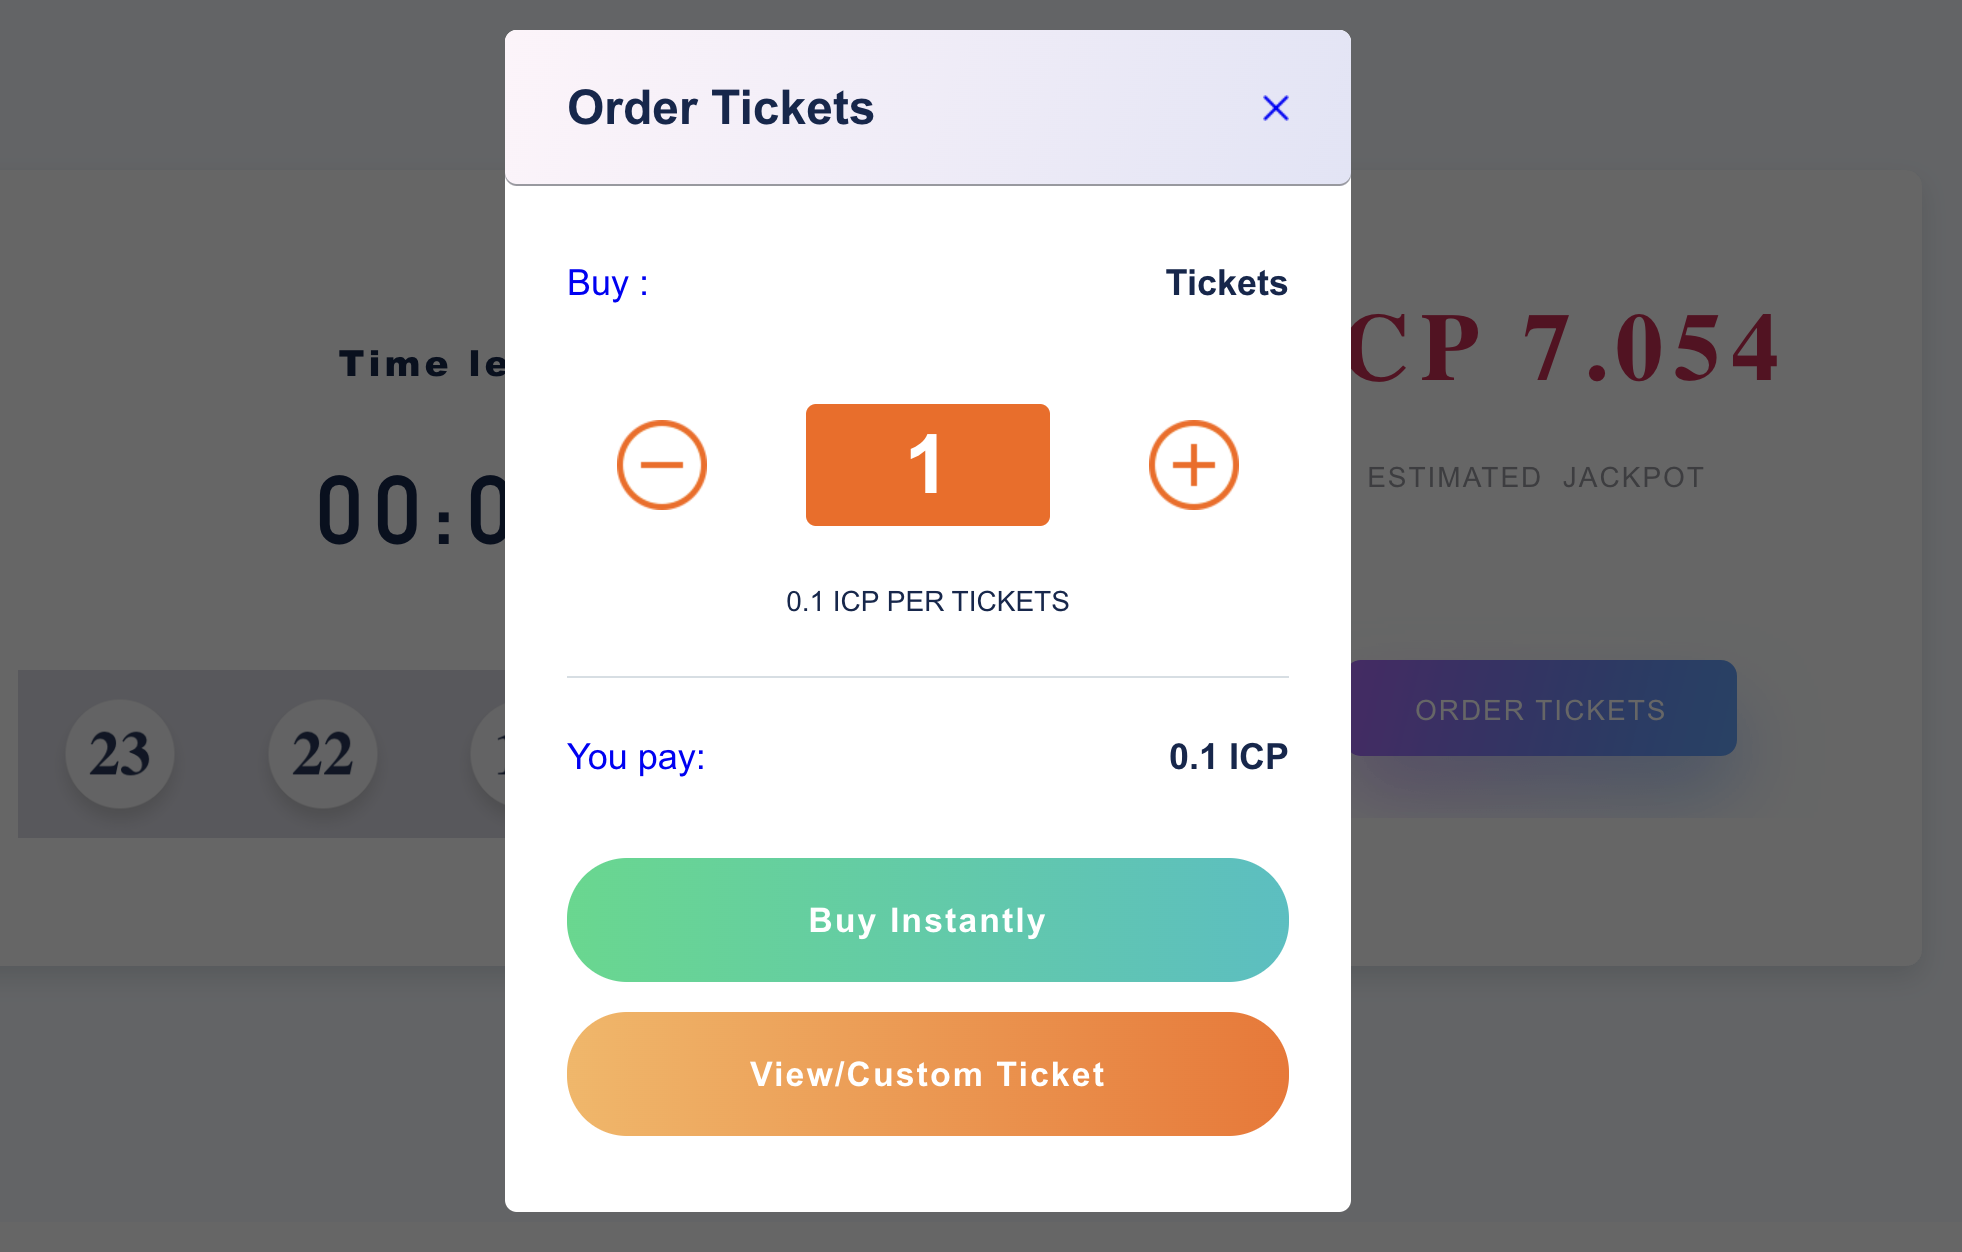 Order Tickets
Buy :
Tickets
Time le
CP 7.054
1
00:0
ESTIMATED JACKPOT
0.1 ICP PER TICKETS
ORDER TICKETS
23
22
You pay:
0.1 ICP
Buy Instantly
View/Custom Ticket